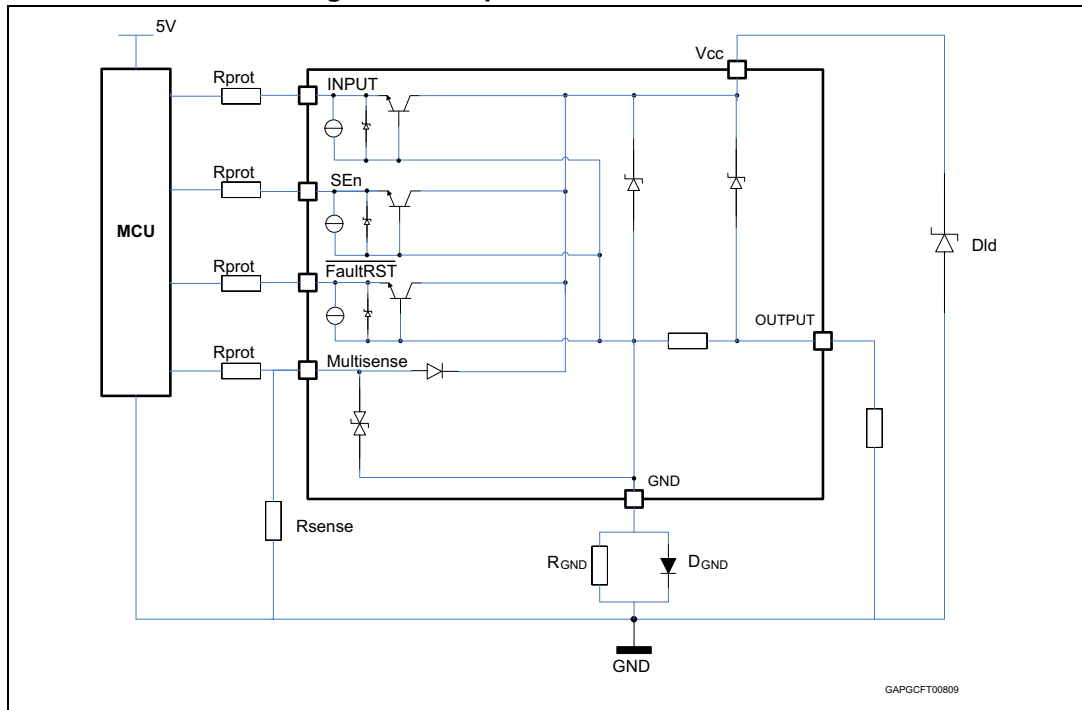 5V
Vcc
Rprot
INPUT
Rprot
SEn
MCU
Dld
Rprot
FaultRST
OUTPUT
Rprot
Multisense
GND
Rsense
RGND
DGND
GND
GAPGCFT00809